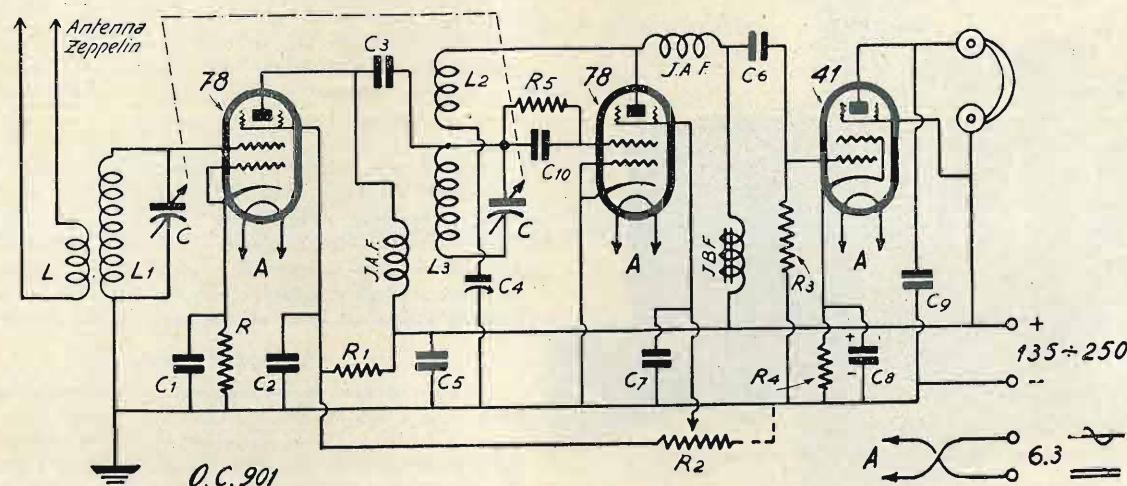 Antenna
Zeppelin
78
C3
L2
R5
J.A.F.
78
C6
41
C10
L
L1
C
A
J.A.F.
L3
C
C4
A
J.B.F.
R3
A
C9
C1
R
C2
R1
C5
C7
R4
+
-
C8
+
135÷250
--
R2
A
6.3
O.C.901